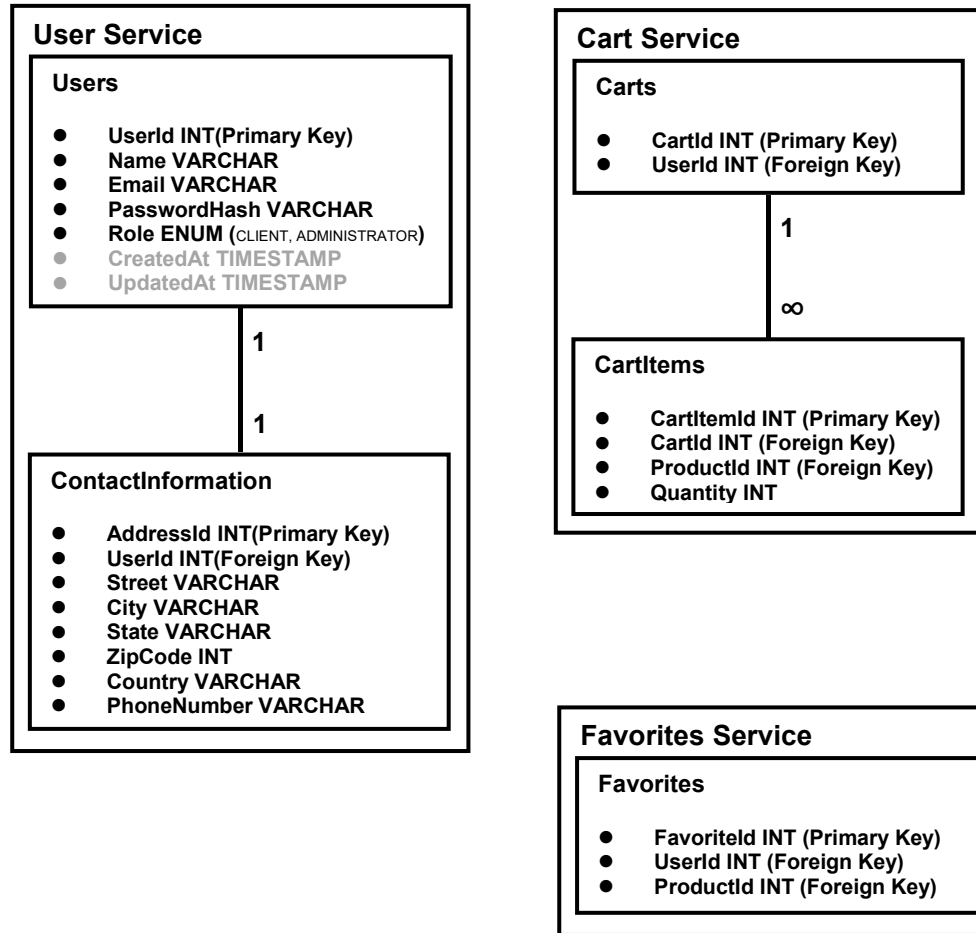 User Service
Users
● UserId INT(Primary Key)
● Name VARCHAR
● Email VARCHAR
● PasswordHash VARCHAR
● Role ENUM (CLIENT, ADMINISTRATOR)
● CreatedAt TIMESTAMP
● UpdatedAt TIMESTAMP
1
1
ContactInformation
● AddressId INT(Primary Key)
● UserId INT(Foreign Key)
● Street VARCHAR
● City VARCHAR
● State VARCHAR
● ZipCode INT
● Country VARCHAR
● PhoneNumber VARCHAR
Cart Service
Carts
● CartId INT (Primary Key)
● UserId INT (Foreign Key)
1
∞
CartItems
● CartItemId INT (Primary Key)
● CartId INT (Foreign Key)
● ProductId INT (Foreign Key)
● Quantity INT
Favorites Service
Favorites
● FavoriteId INT (Primary Key)
● UserId INT (Foreign Key)
● ProductId INT (Foreign Key)